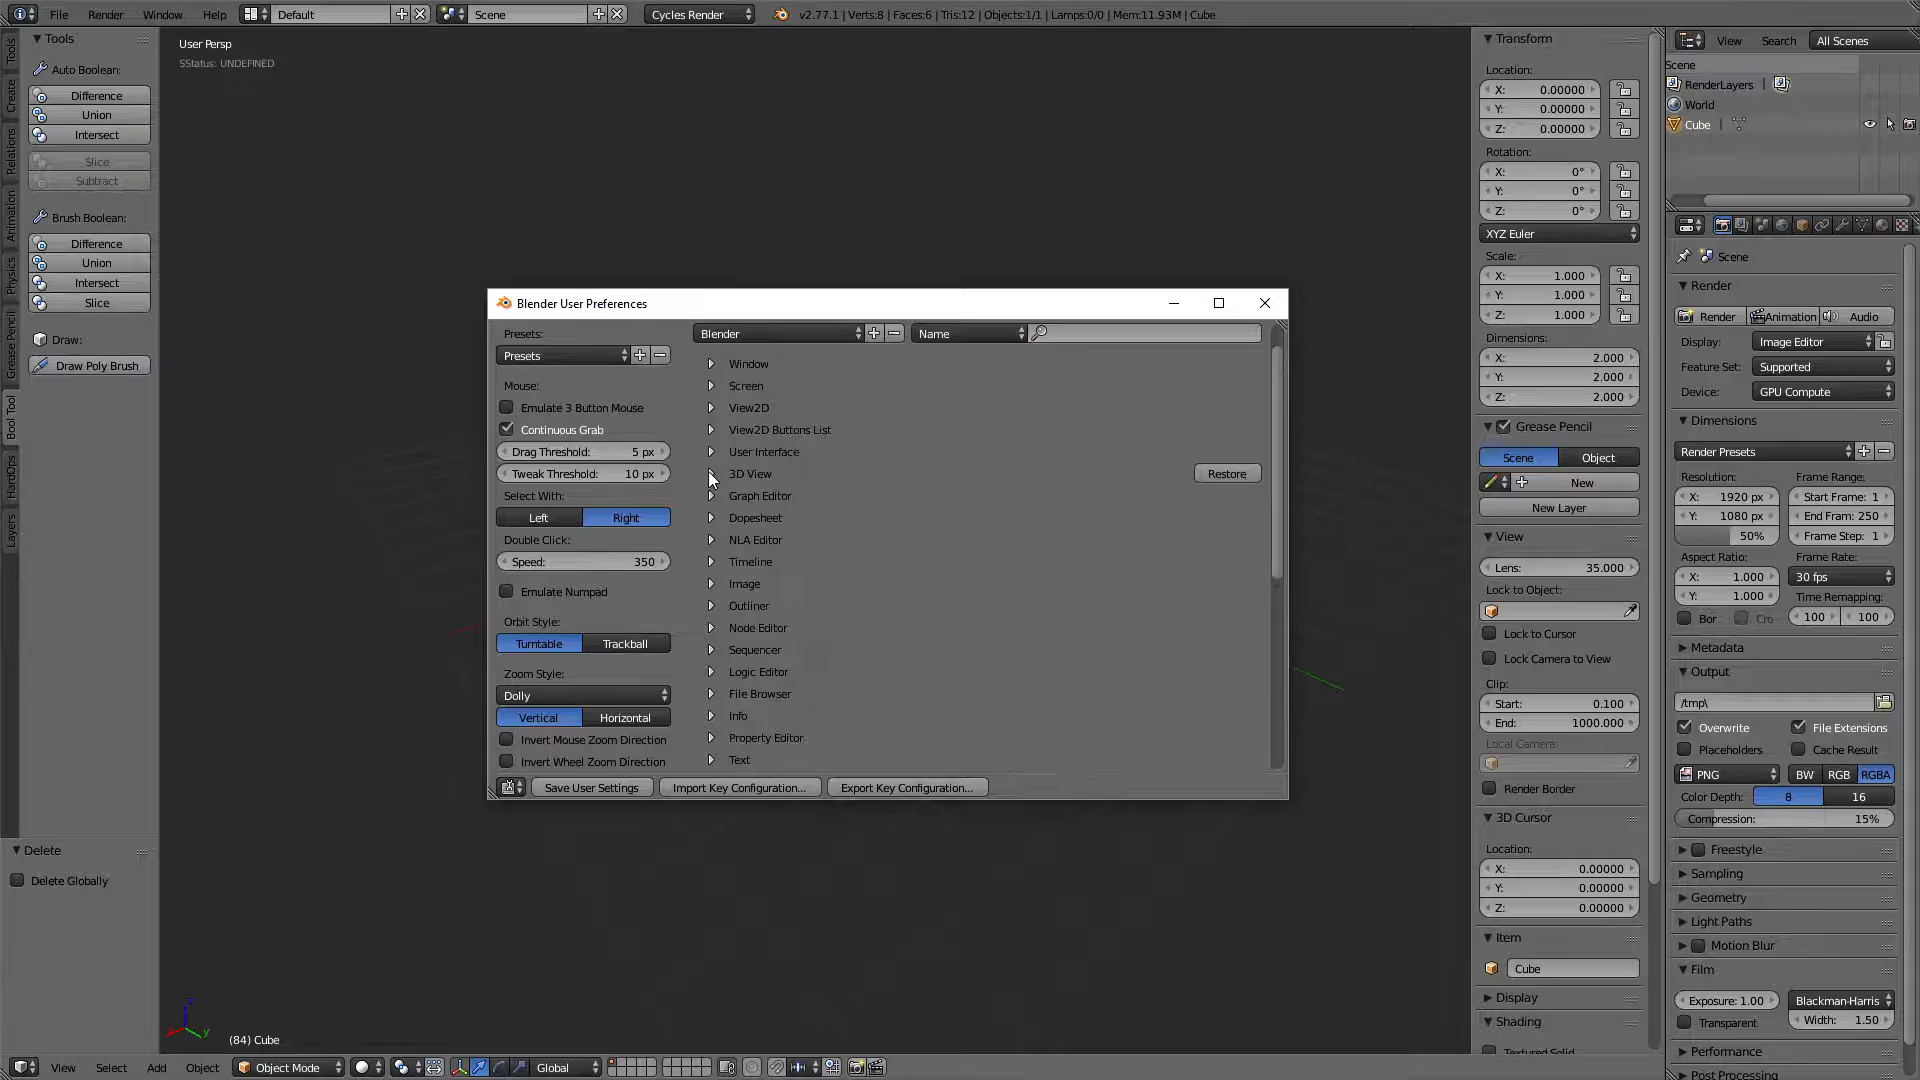 File Render Window Help Default Scene Cycles Render v2.77.1 | Verts:8 | Faces:6 | Tris:12 | Objects:1/1 | Lamps:0/0 | Mem:11.93M | Cube
Tools
Create
Relations
Animation
Physics
Grease Pencil
Bool Tool
HardOps
Layers
Tools
Auto Boolean:
Difference
Union
Intersect
Slice
Subtract
Brush Boolean:
Difference
Union
Intersect
Slice
Draw:
Draw Poly Brush
Delete
Delete Globally
User Persp
SStatus: UNDEFINED
Blender User Preferences
Presets:
Presets
Mouse:
Emulate 3 Button Mouse
Continuous Grab
Drag Threshold: 5 px
Tweak Threshold: 10 px
Select With:
Left Right
Double Click:
Speed: 350
Emulate Numpad
Orbit Style:
Turntable Trackball
Zoom Style:
Dolly
Vertical Horizontal
Invert Mouse Zoom Direction
Invert Wheel Zoom Direction
Blender Name
Window
Screen
View2D
View2D Buttons List
User Interface
3D View Restore
Graph Editor
Dopesheet
NLA Editor
Timeline
Image
Outliner
Node Editor
Sequencer
Logic Editor
File Browser
Info
Property Editor
Text
Save User Settings Import Key Configuration... Export Key Configuration...
z
x y
(84) Cube
View Select Add Object Object Mode Global
Transform
Location:
X: 0.00000
Y: 0.00000
Z: 0.00000
Rotation:
X: 0°
Y: 0°
Z: 0°
XYZ Euler
Scale:
X: 1.000
Y: 1.000
Z: 1.000
Dimensions:
X: 2.000
Y: 2.000
Z: 2.000
Grease Pencil
Scene Object
New
New Layer
View
Lens: 35.000
Lock to Object:
Lock to Cursor
Lock Camera to View
Clip:
Start: 0.100
End: 1000.000
Local Camera:
Render Border
3D Cursor
Location:
X: 0.00000
Y: 0.00000
Z: 0.00000
Item
Cube
Display
Shading
Textured Solid
View Search All Scenes
Scene
RenderLayers |
World
Cube |
Scene
Render
Render Animation Audio
Display: Image Editor
Feature Set: Supported
Device: GPU Compute
Dimensions
Render Presets
Resolution: Frame Range:
X: 1920 px Start Frame: 1
Y: 1080 px End Fram: 250
50% Frame Step: 1
Aspect Ratio: Frame Rate:
X: 1.000 30 fps
Y: 1.000 Time Remapping:
Bor Cro 100 100
Metadata
Output
/tmp\
Overwrite File Extensions
Placeholders Cache Result
PNG BW RGB RGBA
Color Depth: 8 16
Compression: 15%
Freestyle
Sampling
Geometry
Light Paths
Motion Blur
Film
Exposure: 1.00 Blackman-Harris
Transparent Width: 1.50
Performance
Post Processing